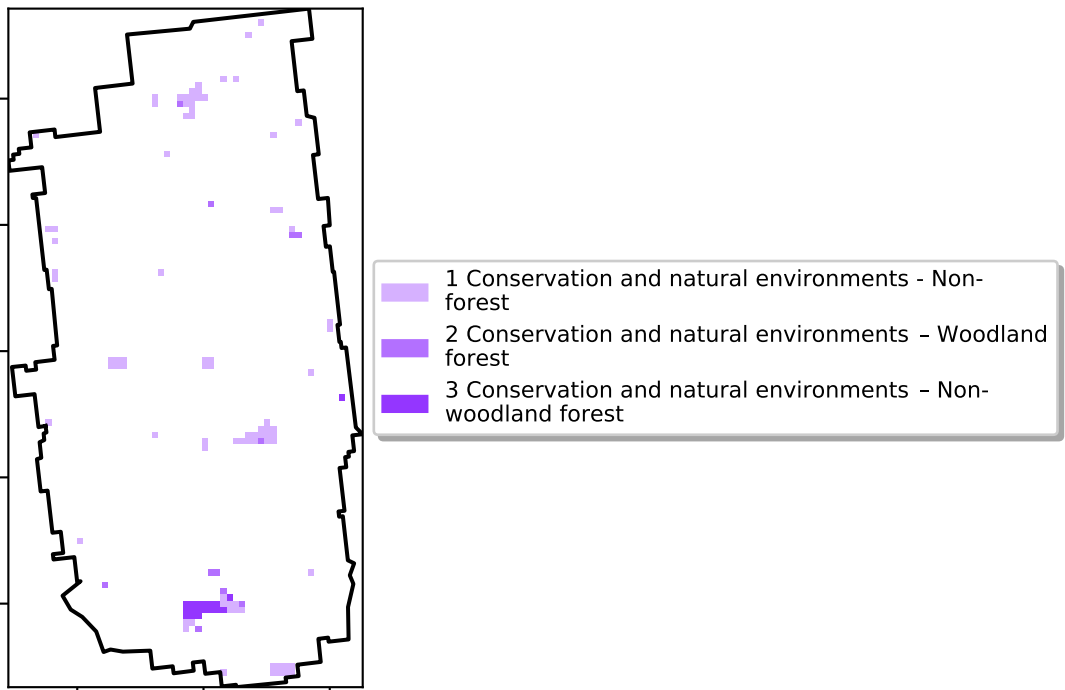 1 Conservation and natural environments - Non-
forest
2 Conservation and natural environments – Woodland
forest
3 Conservation and natural environments – Non-
woodland forest